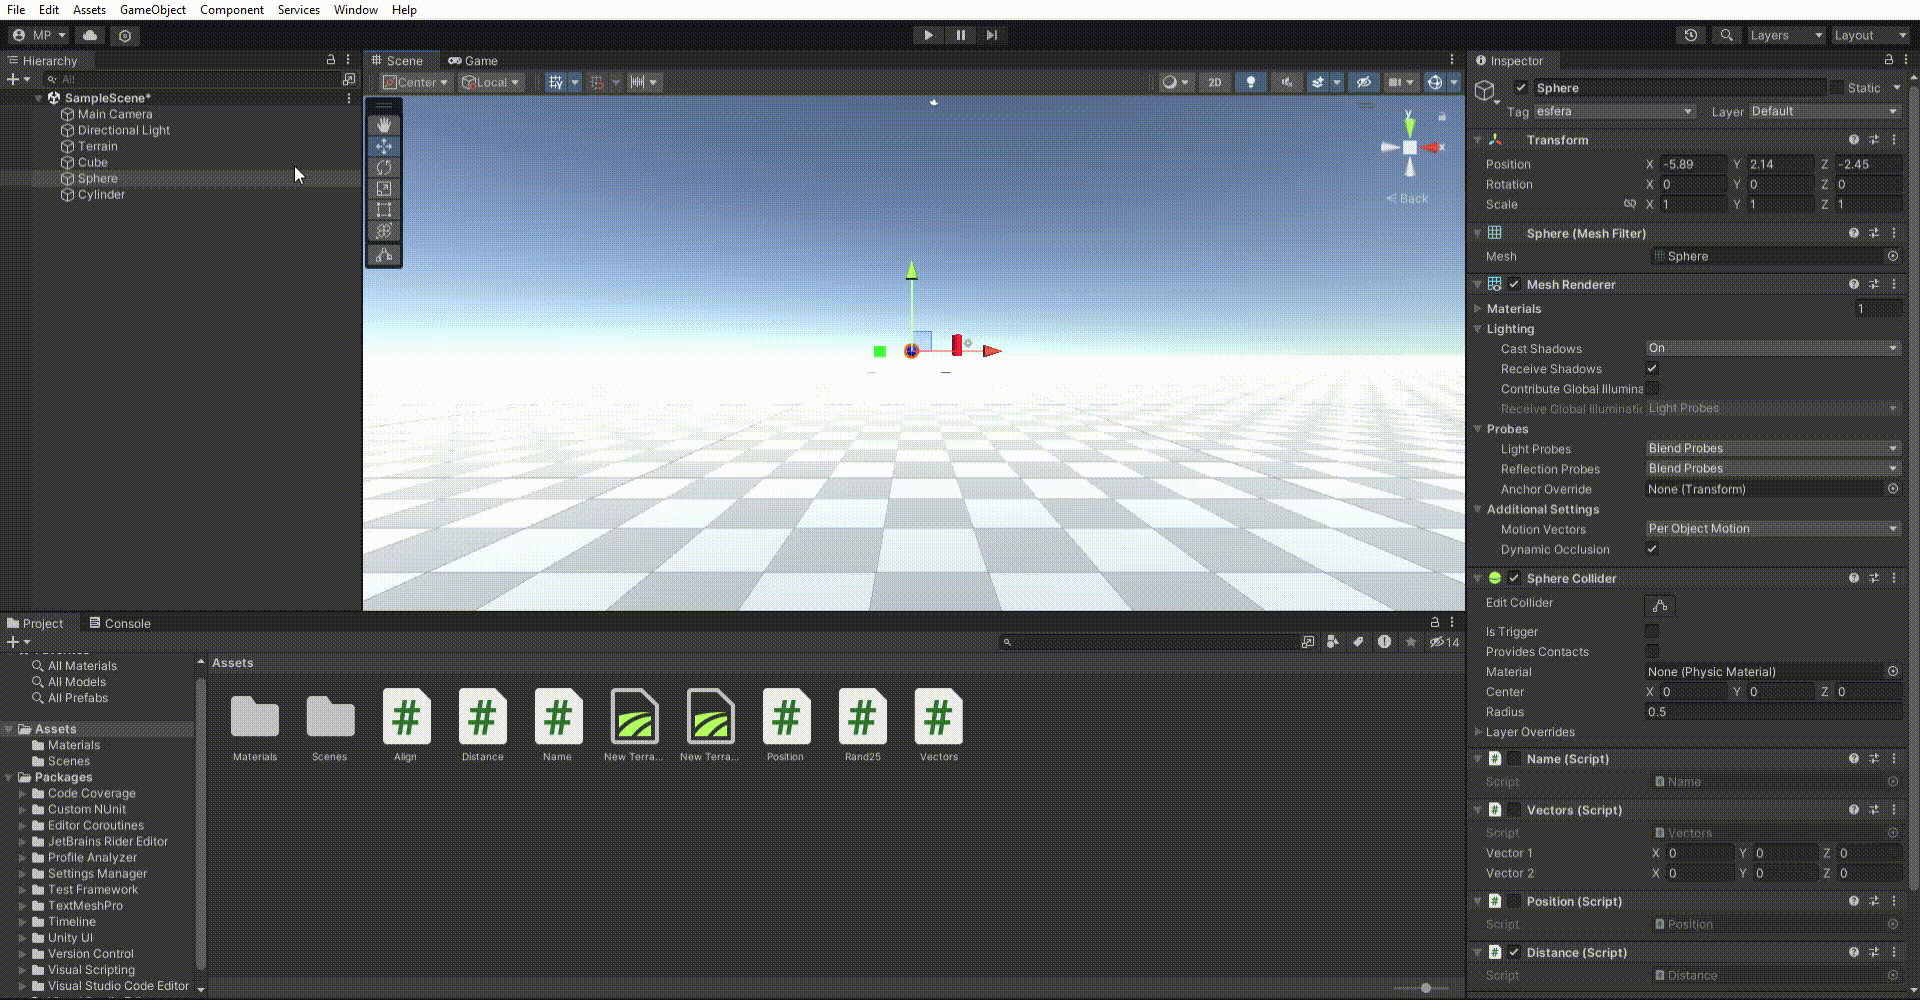 File Edit Assets GameObject Component Services Window Help
MP
Layers Layout
Hierarchy
All
SampleScene*
Main Camera
Directional Light
Terrain
Cube
Sphere
Cylinder
Scene Game
Center Local 2D
y
x
Back
Inspector
Sphere Static
Tag esfera Layer Default
Transform
Position X -5.89 Y 2.14 Z -2.45
Rotation X 0 Y 0 Z 0
Scale X 1 Y 1 Z 1
Sphere (Mesh Filter)
Mesh Sphere
Mesh Renderer
Materials 1
Lighting
Cast Shadows On
Receive Shadows
Contribute Global Illumina
Receive Global Illuminatic Light Probes
Probes
Light Probes Blend Probes
Reflection Probes Blend Probes
Anchor Override None (Transform)
Additional Settings
Motion Vectors Per Object Motion
Dynamic Occlusion
Sphere Collider
Edit Collider
Is Trigger
Provides Contacts
Material None (Physic Material)
Center X 0 Y 0 Z 0
Radius 0.5
Layer Overrides
# Name (Script)
Script Name
# Vectors (Script)
Script Vectors
Vector 1 X 0 Y 0 Z 0
Vector 2 X 0 Y 0 Z 0
# Position (Script)
Script Position
# Distance (Script)
Script Distance
Project Console
14
All Materials
All Models
All Prefabs
Assets
Materials
Scenes
Packages
Code Coverage
Custom NUnit
Editor Coroutines
JetBrains Rider Editor
Profile Analyzer
Settings Manager
Test Framework
TextMeshPro
Timeline
Unity UI
Version Control
Visual Scripting
Visual Studio Code Editor
Assets
# # # # # #
Materials Scenes Align Distance Name New Terra... New Terra... Position Rand25 Vectors